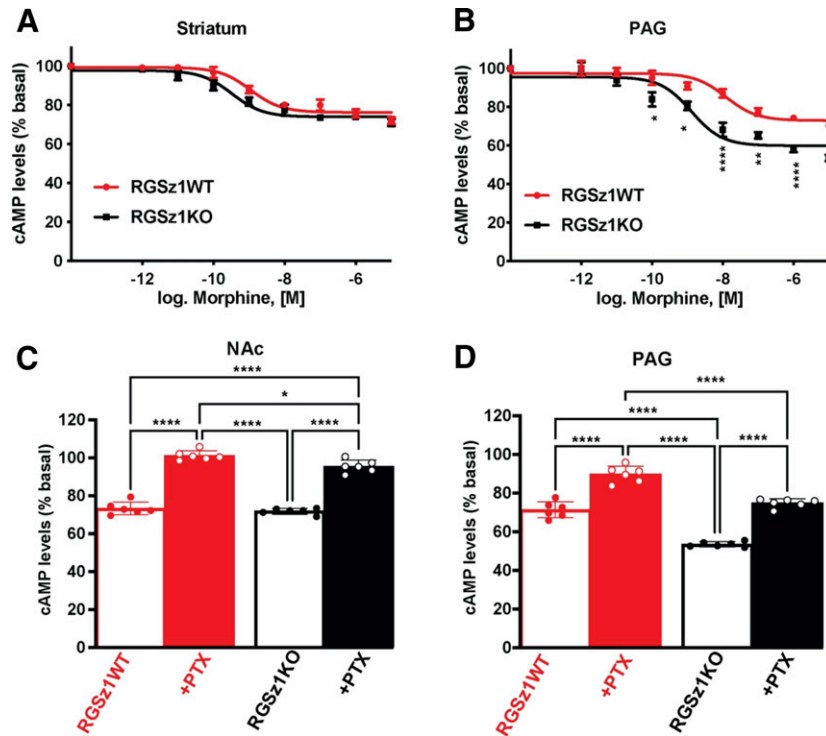 A
Striatum
cAMP levels (% basal)
100
80
60
40
20
0
RGSz1WT
RGSz1KO
-12
-10
-8
-6
log. Morphine, [M]
B
PAG
cAMP levels (% basal)
100
80
60
40
20
0
*
*
****
**
****
RGSz1WT
RGSz1KO
-12
-10
-8
-6
log. Morphine, [M]
C
NAc
cAMP levels (% basal)
120
100
80
60
40
20
0
****
*
**** **** ****
RGSz1WT
+PTX
RGSz1KO
+PTX
D
PAG
cAMP levels (% basal)
120
100
80
60
40
20
0
****
****
**** **** ****
RGSz1WT
+PTX
RGSz1KO
+PTX